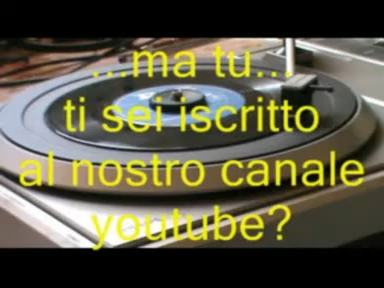 ...ma tu...
ti sei iscritto
al nostro canale
youtube?